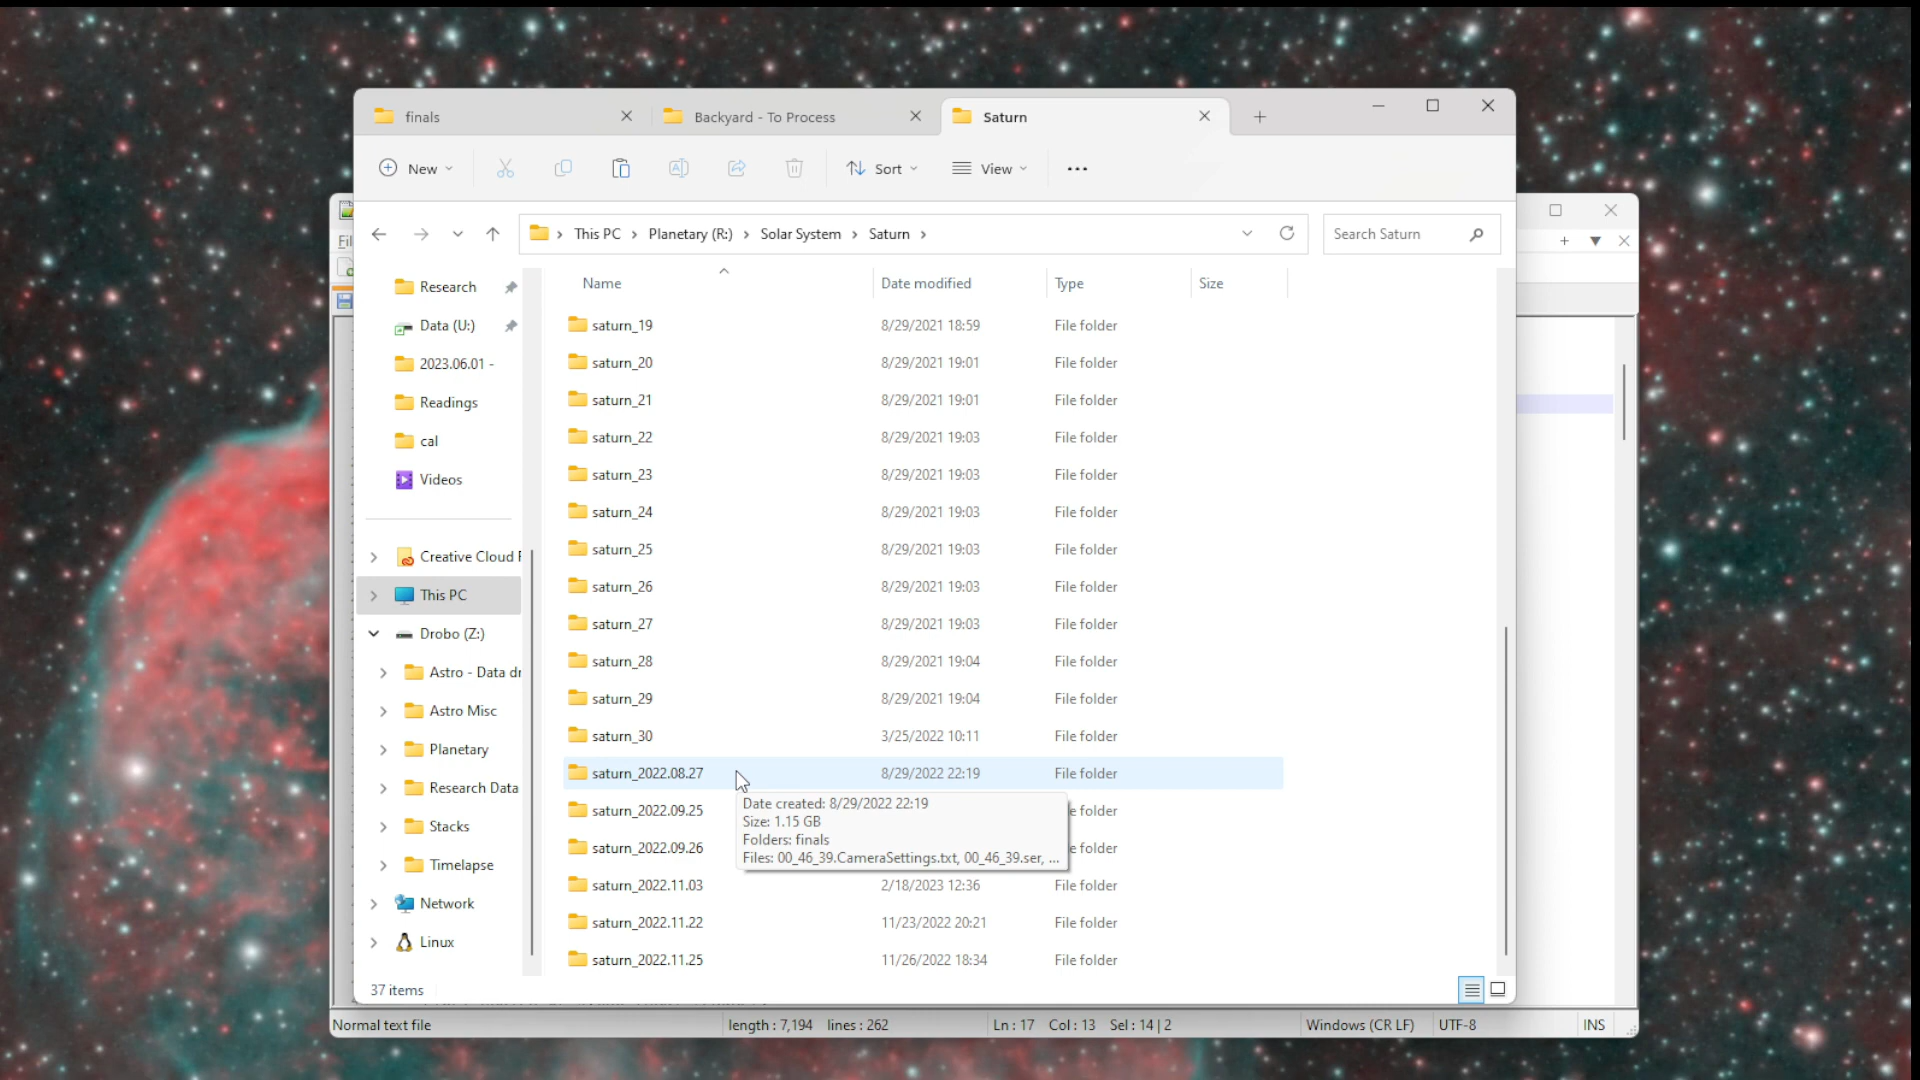 finals
Backyard - To Process
Saturn
New
Sort
View
This PC > Planetary (R:) > Solar System > Saturn >
Search Saturn
Research
Data (U:)
2023.06.01 -
Readings
cal
Videos
Creative Cloud F
This PC
Drobo (Z:)
Astro - Data dr
Astro Misc
Planetary
Research Data
Stacks
Timelapse
Network
Linux
Name Date modified Type Size
saturn_19 8/29/2021 18:59 File folder
saturn_20 8/29/2021 19:01 File folder
saturn_21 8/29/2021 19:01 File folder
saturn_22 8/29/2021 19:03 File folder
saturn_23 8/29/2021 19:03 File folder
saturn_24 8/29/2021 19:03 File folder
saturn_25 8/29/2021 19:03 File folder
saturn_26 8/29/2021 19:03 File folder
saturn_27 8/29/2021 19:03 File folder
saturn_28 8/29/2021 19:04 File folder
saturn_29 8/29/2021 19:04 File folder
saturn_30 3/25/2022 10:11 File folder
saturn_2022.08.27 8/29/2022 22:19 File folder
saturn_2022.09.25 e folder
saturn_2022.09.26 e folder
saturn_2022.11.03 2/18/2023 12:36 File folder
saturn_2022.11.22 11/23/2022 20:21 File folder
saturn_2022.11.25 11/26/2022 18:34 File folder
Date created: 8/29/2022 22:19
Size: 1.15 GB
Folders: finals
Files: 00_46_39.CameraSettings.txt, 00_46_39.ser, ...
37 items
Fil
Normal text file length : 7,194 lines : 262 Ln : 17 Col : 13 Sel : 14 | 2 Windows (CR LF) UTF-8 INS